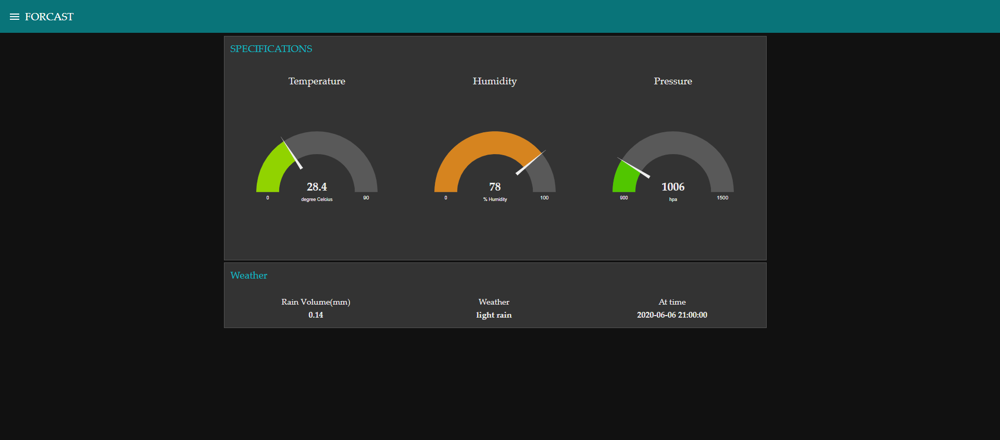 FORCAST
SPECIFICATIONS
Temperature
Humidity
Pressure
28.4
0
degree Celcius
90
78
0
% Humidity
100
1006
900
hpa
1500
Weather
Rain Volume(mm)
0.14
Weather
light rain
At time
2020-06-06 21:00:00